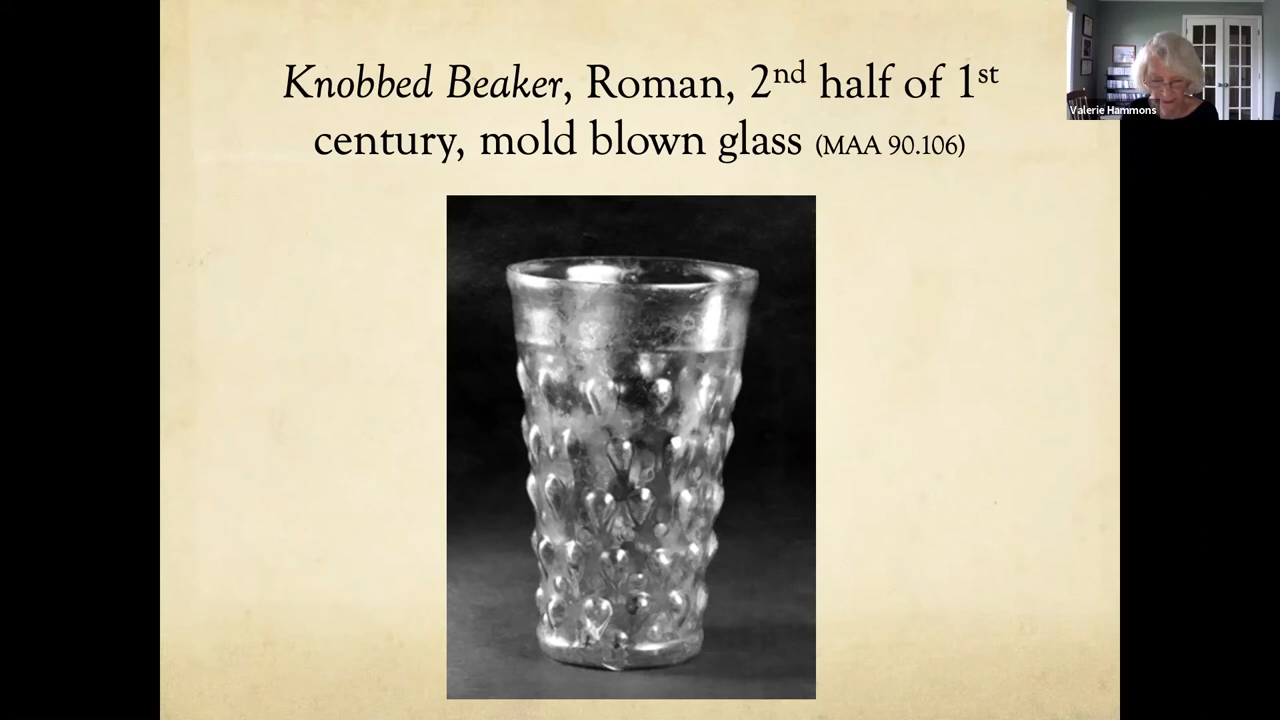 Knobbed Beaker, Roman, 2nd half of 1st
century, mold blown glass (MAA 90.106)
Valerie Hammons